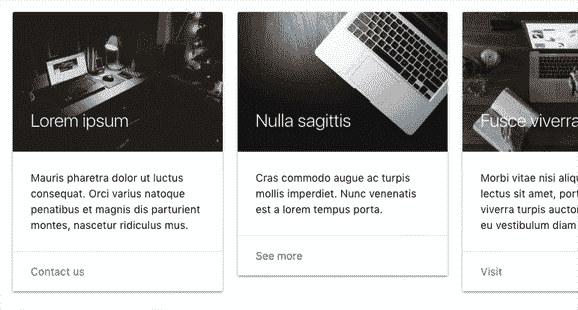 Lorem ipsum
Mauris pharetra dolor ut luctus
consequat. Orci varius natoque
penatibus et magnis dis parturient
montes, nascetur ridiculus mus.
Contact us
Nulla sagittis
Cras commodo augue ac turpis
mollis imperdiet. Nunc venenatis
est a lorem tempus porta.
See more
Fusce viverra
Morbi vitae nisi aliqu
lectus sit amet, port
viverra turpis auctor
eu vestibulum diam
Visit